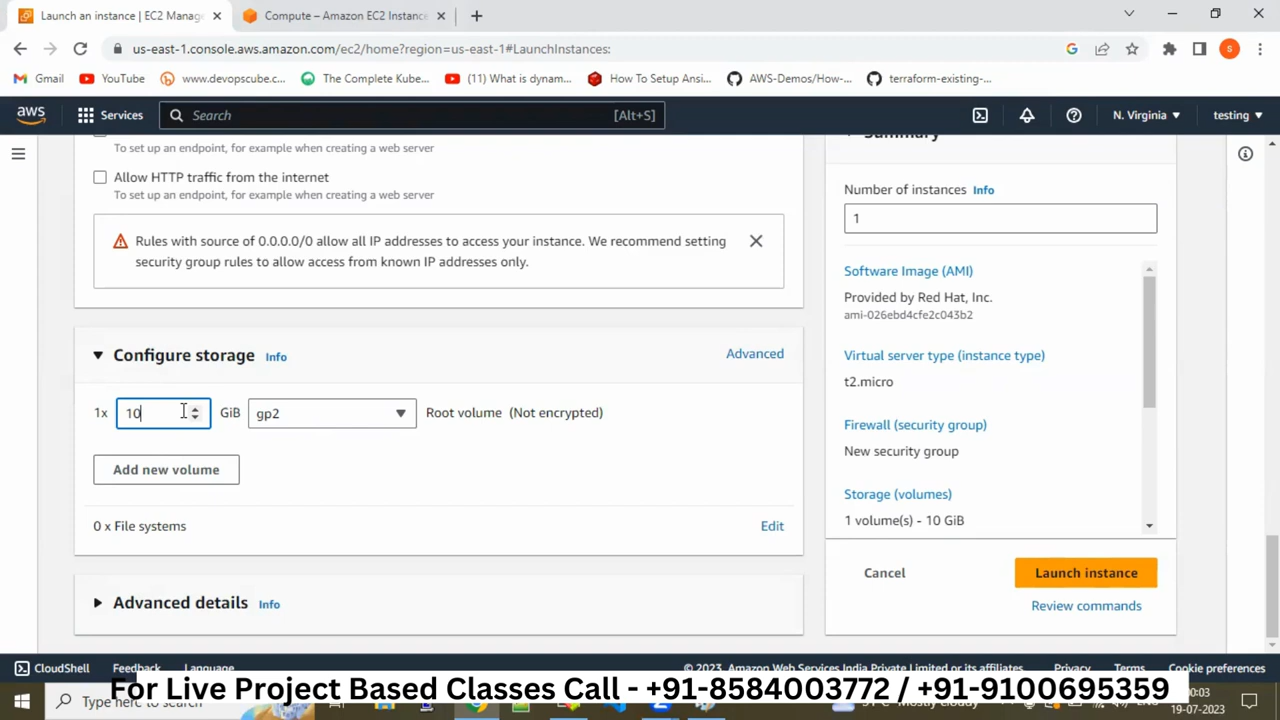 Launch an instance | EC2 Manag
Compute – Amazon EC2 Instance
us-east-1.console.aws.amazon.com/ec2/home?region=us-east-1#LaunchInstances:
Gmail YouTube www.devopscube.c... The Complete Kube... (11) What is dynam... How To Setup Ansi... AWS-Demos/How-... terraform-existing-...
aws Services Search [Alt+S] N. Virginia testing
To set up an endpoint, for example when creating a web server
Allow HTTP traffic from the internet
To set up an endpoint, for example when creating a web server
Rules with source of 0.0.0.0/0 allow all IP addresses to access your instance. We recommend setting
security group rules to allow access from known IP addresses only.
Configure storage Info Advanced
1x 10 GiB gp2 Root volume (Not encrypted)
Add new volume
0 x File systems Edit
Advanced details Info
Summary
Number of instances Info
1
Software Image (AMI)
Provided by Red Hat, Inc.
ami-026ebd4cfe2c043b2
Virtual server type (instance type)
t2.micro
Firewall (security group)
New security group
Storage (volumes)
1 volume(s) - 10 GiB
Cancel Launch instance
Review commands
CloudShell Feedback Language © 2023, Amazon Web Services India Private Limited or its affiliates. Privacy Terms Cookie preferences
For Live Project Based Classes Call - +91-8584003772 / +91-9100695359
Type here to
19-07-2023